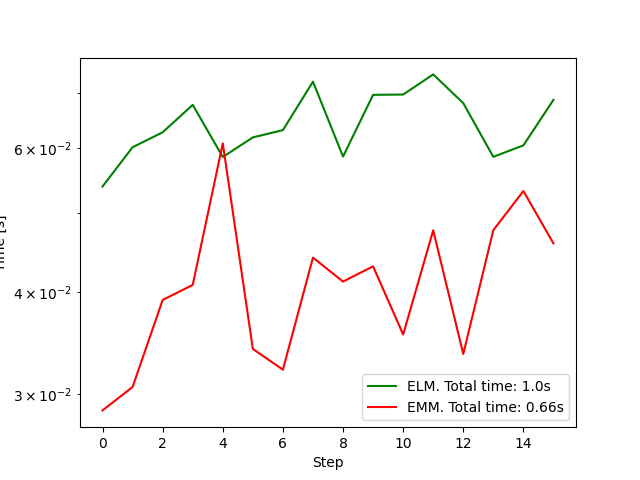 6 × 10⁻²
4 × 10⁻²
3 × 10⁻²
Time [s]
0 2 4 6 8 10 12 14
Step
ELM. Total time: 1.0s
EMM. Total time: 0.66s